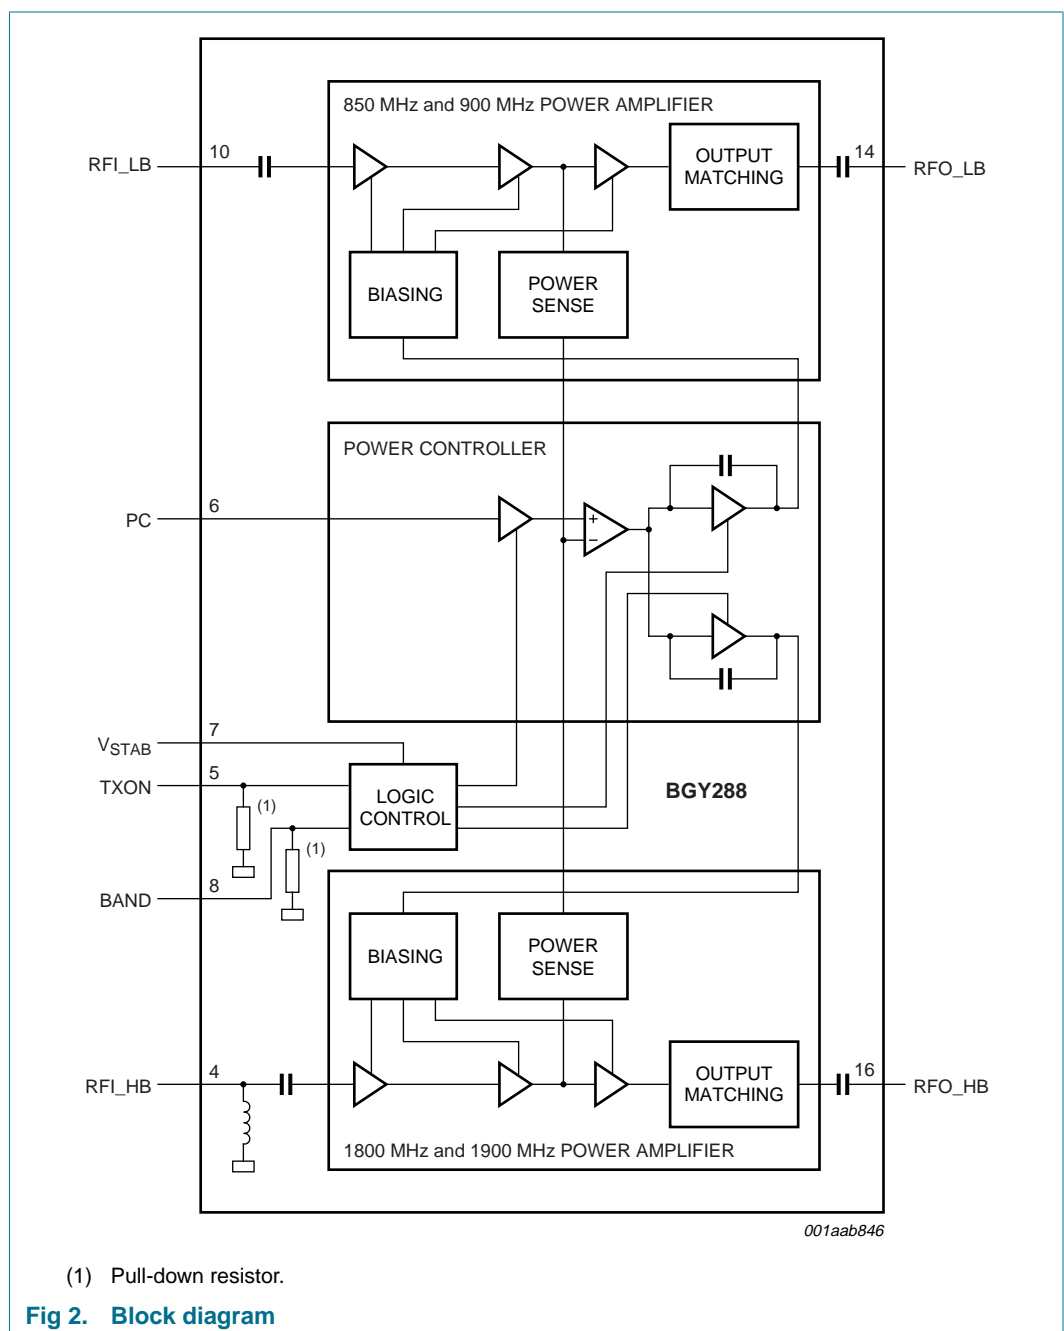 850 MHz and 900 MHz POWER AMPLIFIER
RFI_LB
10
OUTPUT
MATCHING
14
RFO_LB
BIASING
POWER
SENSE
POWER CONTROLLER
PC
6
+
−
VSTAB
7
TXON
5
(1)
LOGIC
CONTROL
BGY288
(1)
BAND
8
BIASING
POWER
SENSE
RFI_HB
4
OUTPUT
MATCHING
16
RFO_HB
1800 MHz and 1900 MHz POWER AMPLIFIER
001aab846
(1) Pull-down resistor.
Fig 2. Block diagram